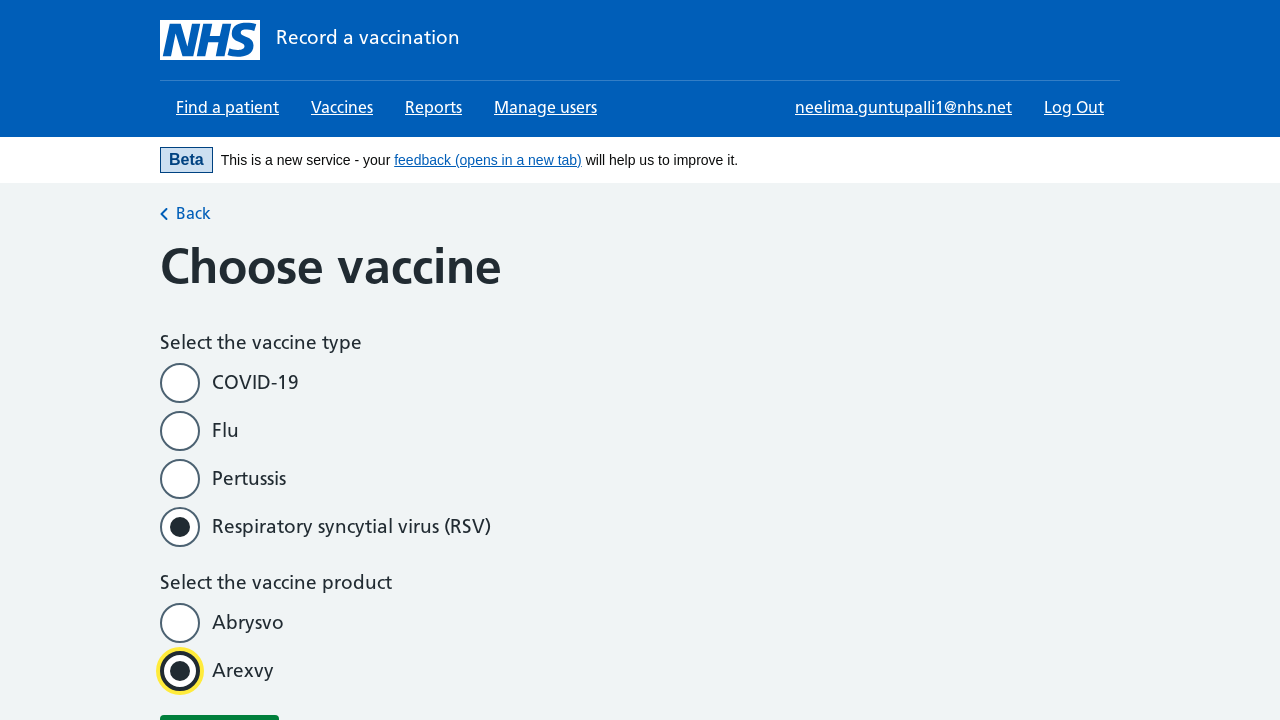 NHS Record a vaccination
Find a patient Vaccines Reports Manage users neelima.guntupalli1@nhs.net Log Out
Beta This is a new service - your feedback (opens in a new tab) will help us to improve it.
Back
Choose vaccine
Select the vaccine type
COVID-19
Flu
Pertussis
Respiratory syncytial virus (RSV)
Select the vaccine product
Abrysvo
Arexvy